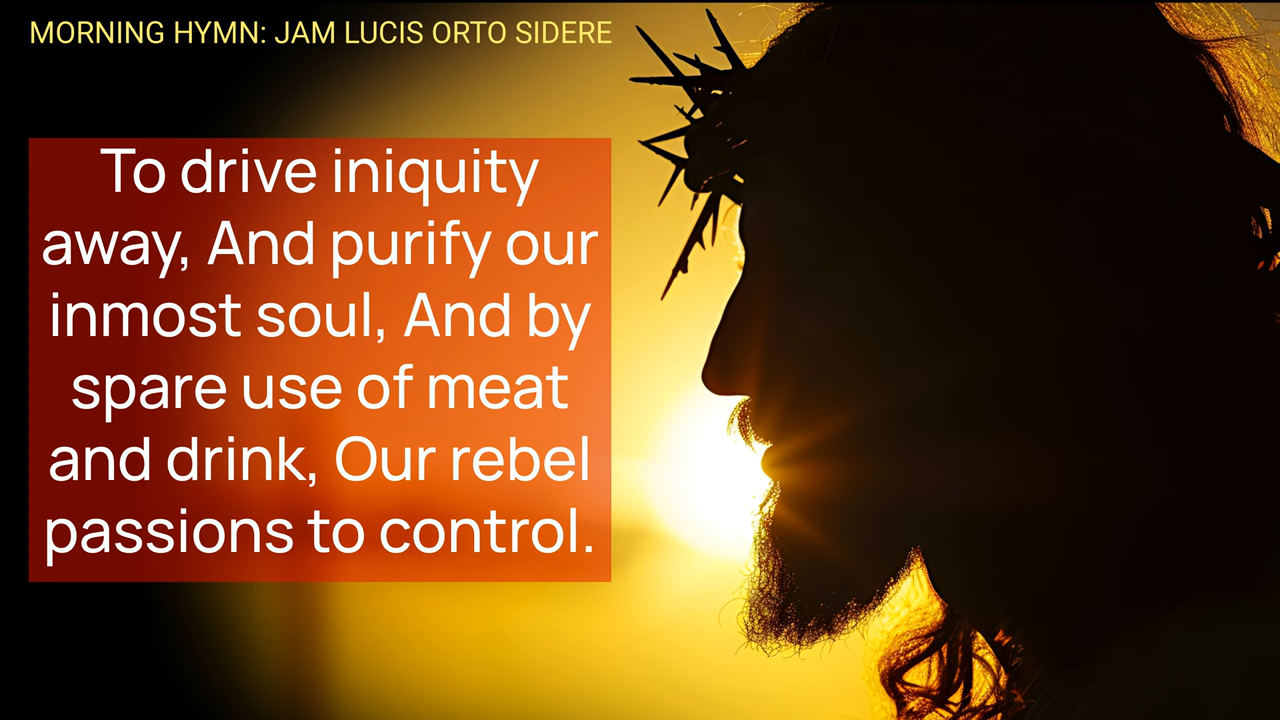 MORNING HYMN: JAM LUCIS ORTO SIDERE
To drive iniquity
away, And purify our
inmost soul, And by
spare use of meat
and drink, Our rebel
passions to control.